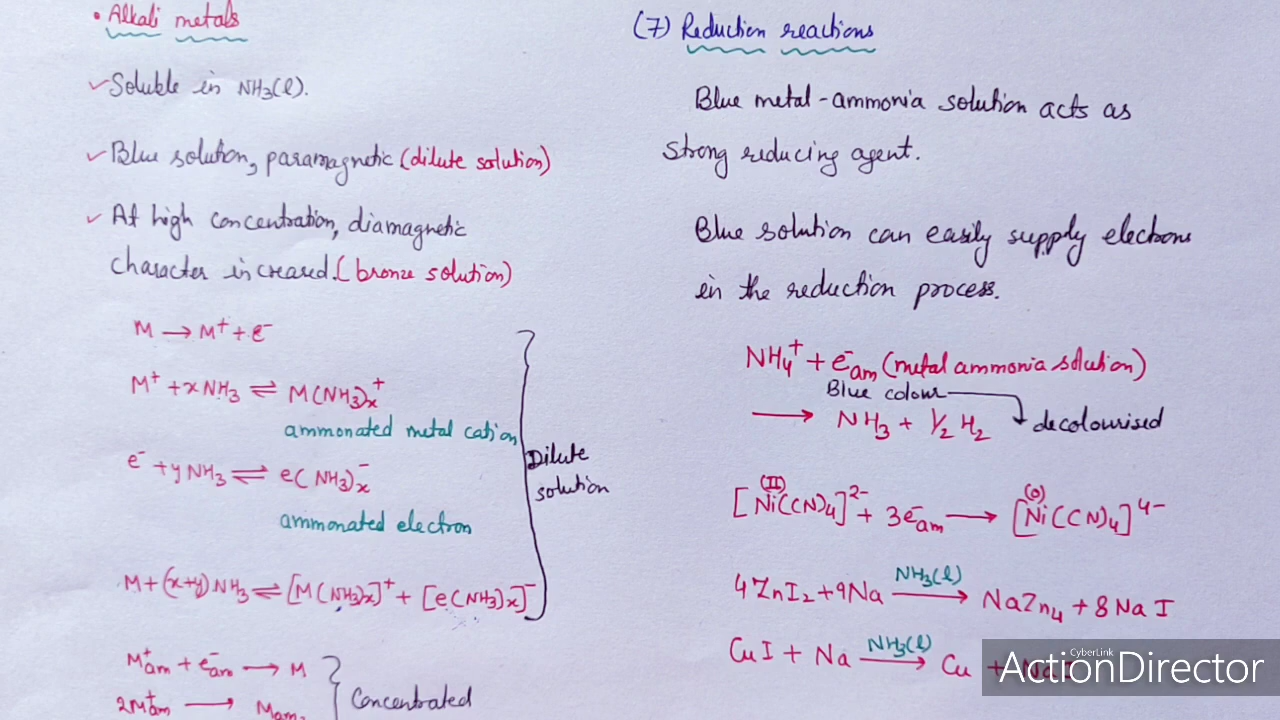 • Alkali metals
✓ Soluble in NH₃(l).
✓ Blue solution, paramagnetic (dilute solution)
✓ At high concentration, diamagnetic
character increared. (bronze solution)
M → M⁺ + e⁻
M⁺ + xNH₃ ⇌ M(NH₃)ₓ⁺
ammonated metal cation
e⁻ + yNH₃ ⇌ e(NH₃)ₓ⁻
ammonated electron
Dilute
solution
M + (x+y)NH₃ ⇌ [M(NH₃)ₓ]⁺ + [e(NH₃)ₓ]⁻
M⁺am + e⁻am → M
2M⁺am →
Concentrated
(7) Reduction reactions
Blue metal-ammonia solution acts as
strong reducing agent.
Blue solution can easily supply electrons
in the reduction process.
NH₄⁺ + e⁻am (metal ammonia solution)
Blue colour → decolourised
→ NH₃ + 1/2 H₂
(II) (0)
[Ni(CN)₄]²⁻ + 3e⁻am → [Ni(CN)₄]⁴⁻
NH₃(l)
4ZnI₂ + 9Na → NaZn₄ + 8NaI
NH₃(l)
CuI + Na → Cu + NaI
CyberLink
ActionDirector